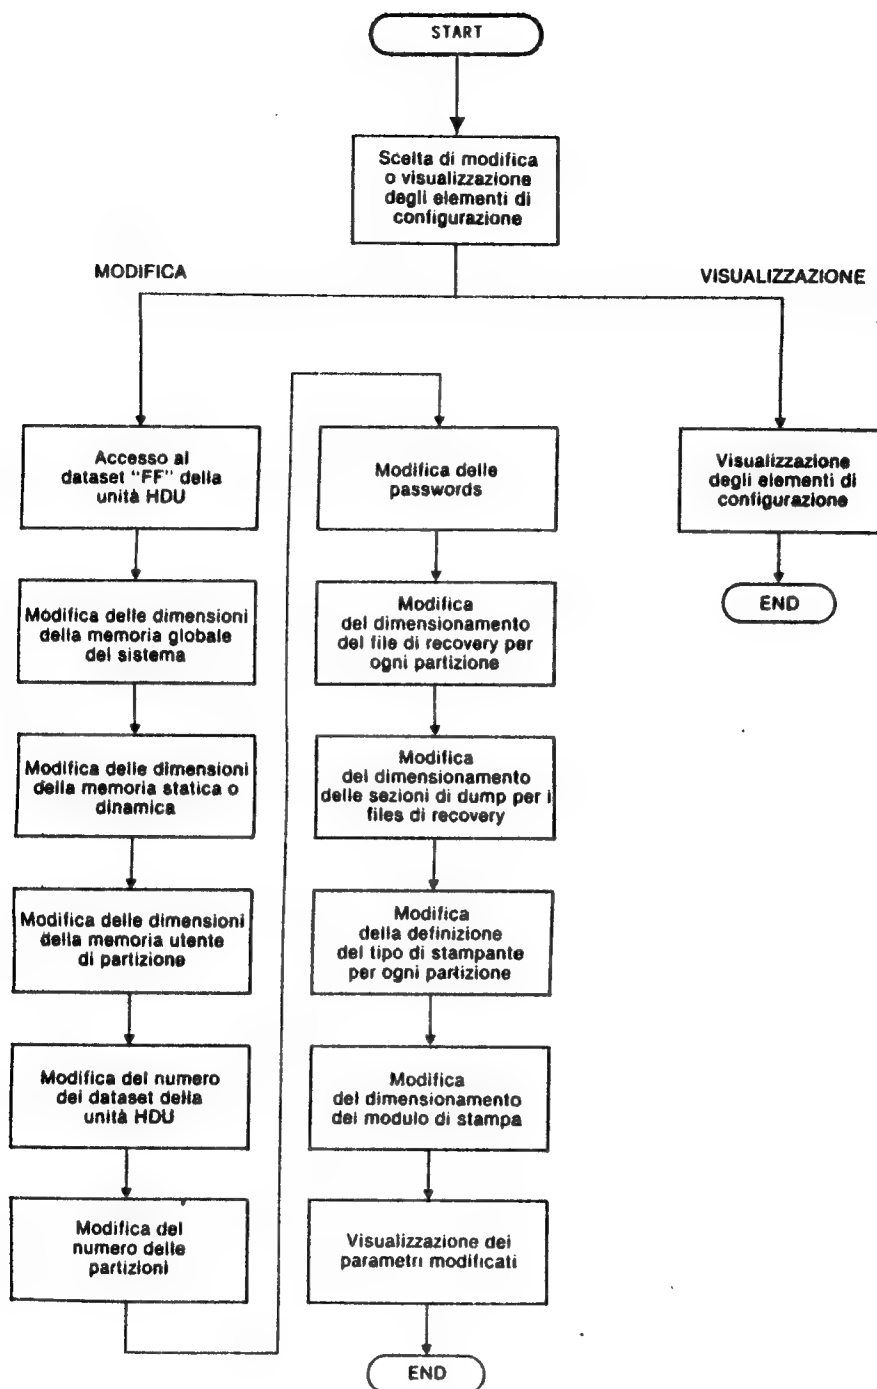 START
Scelta di modifica
o visualizzazione
degli elementi di
configurazione
MODIFICA
VISUALIZZAZIONE
Accesso al
dataset "FF" della
unità HDU
Modifica delle dimensioni
della memoria globale
del sistema
Modifica delle dimensioni
della memoria statica o
dinamica
Modifica delle dimensioni
della memoria utente
di partizione
Modifica del numero
dei dataset della
unità HDU
Modifica del
numero delle
partizioni
Modifica delle
passwords
Modifica
del dimensionamento
del file di recovery per
ogni partizione
Modifica
del dimensionamento
delle sezioni di dump per i
files di recovery
Modifica
della definizione
del tipo di stampante
per ogni partizione
Modifica
del dimensionamento
del modulo di stampa
Visualizzazione dei
parametri modificati
END
Visualizzazione
degli elementi di
configurazione
END